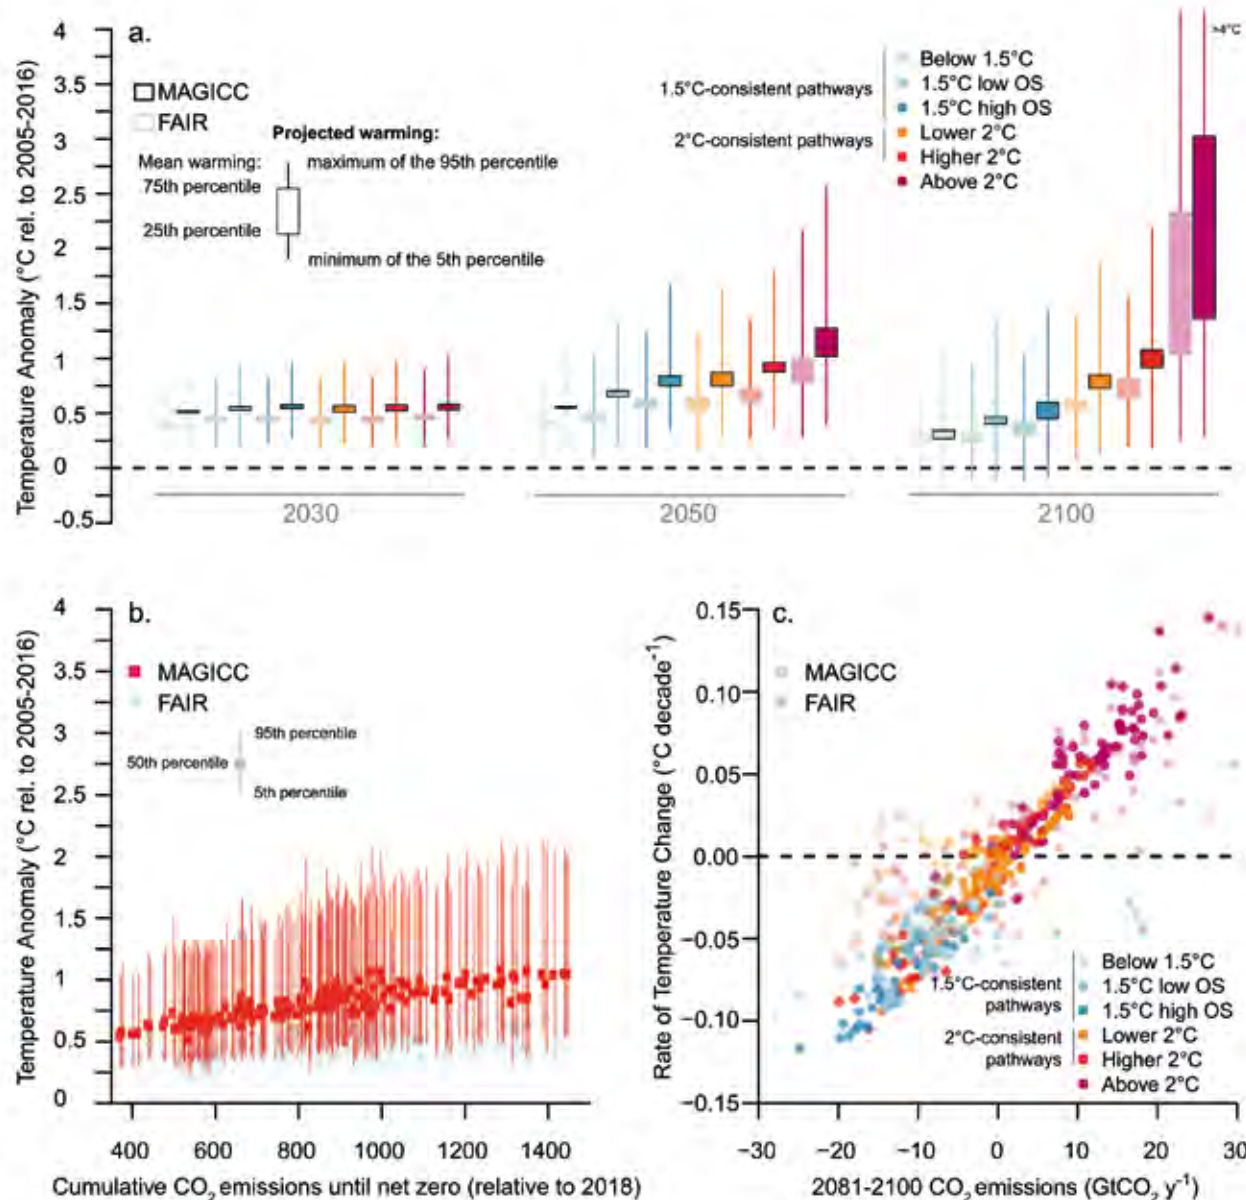 a.
Temperature Anomaly (°C rel. to 2005-2016)
4
3.5
3
2.5
2
1.5
1
0.5
0
-0.5
MAGICC
FAIR
Projected warming:
Mean warming:
maximum of the 95th percentile
75th percentile
25th percentile
minimum of the 5th percentile
>4°C
1.5°C-consistent pathways
2°C-consistent pathways
Below 1.5°C
1.5°C low OS
1.5°C high OS
Lower 2°C
Higher 2°C
Above 2°C
2030
2050
2100
b.
Temperature Anomaly (°C rel. to 2005-2016)
4
3.5
3
2.5
2
1.5
1
0.5
0
MAGICC
FAIR
95th percentile
50th percentile
5th percentile
400
600
800
1000
1200
1400
Cumulative CO₂ emissions until net zero (relative to 2018)
c.
Rate of Temperature Change (°C decade⁻¹)
0.15
0.10
0.05
0.00
−0.05
−0.10
−0.15
MAGICC
FAIR
1.5°C-consistent
pathways
2°C-consistent
pathways
Below 1.5°C
1.5°C low OS
1.5°C high OS
Lower 2°C
Higher 2°C
Above 2°C
−30
−20
−10
0
10
20
30
2081-2100 CO₂ emissions (GtCO₂ y⁻¹)